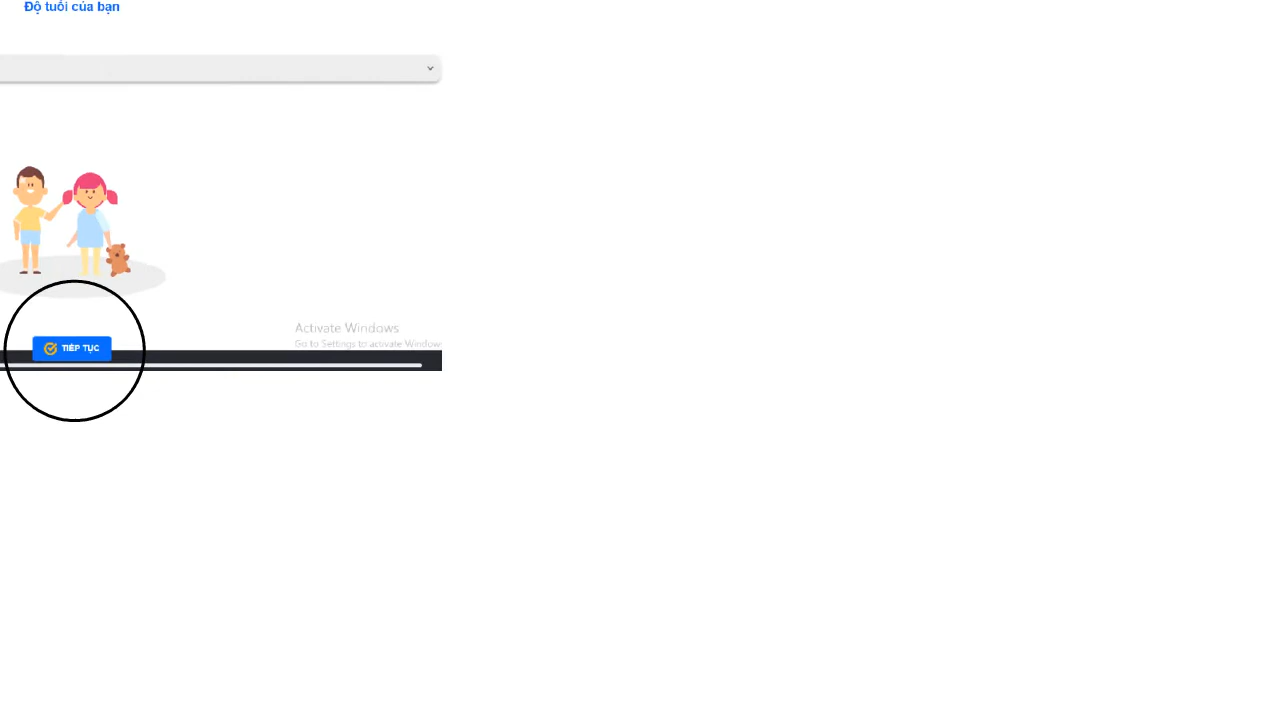 Độ tuổi của bạn
Activate Windows
Go to Settings to activate Window
TIẾP TỤC